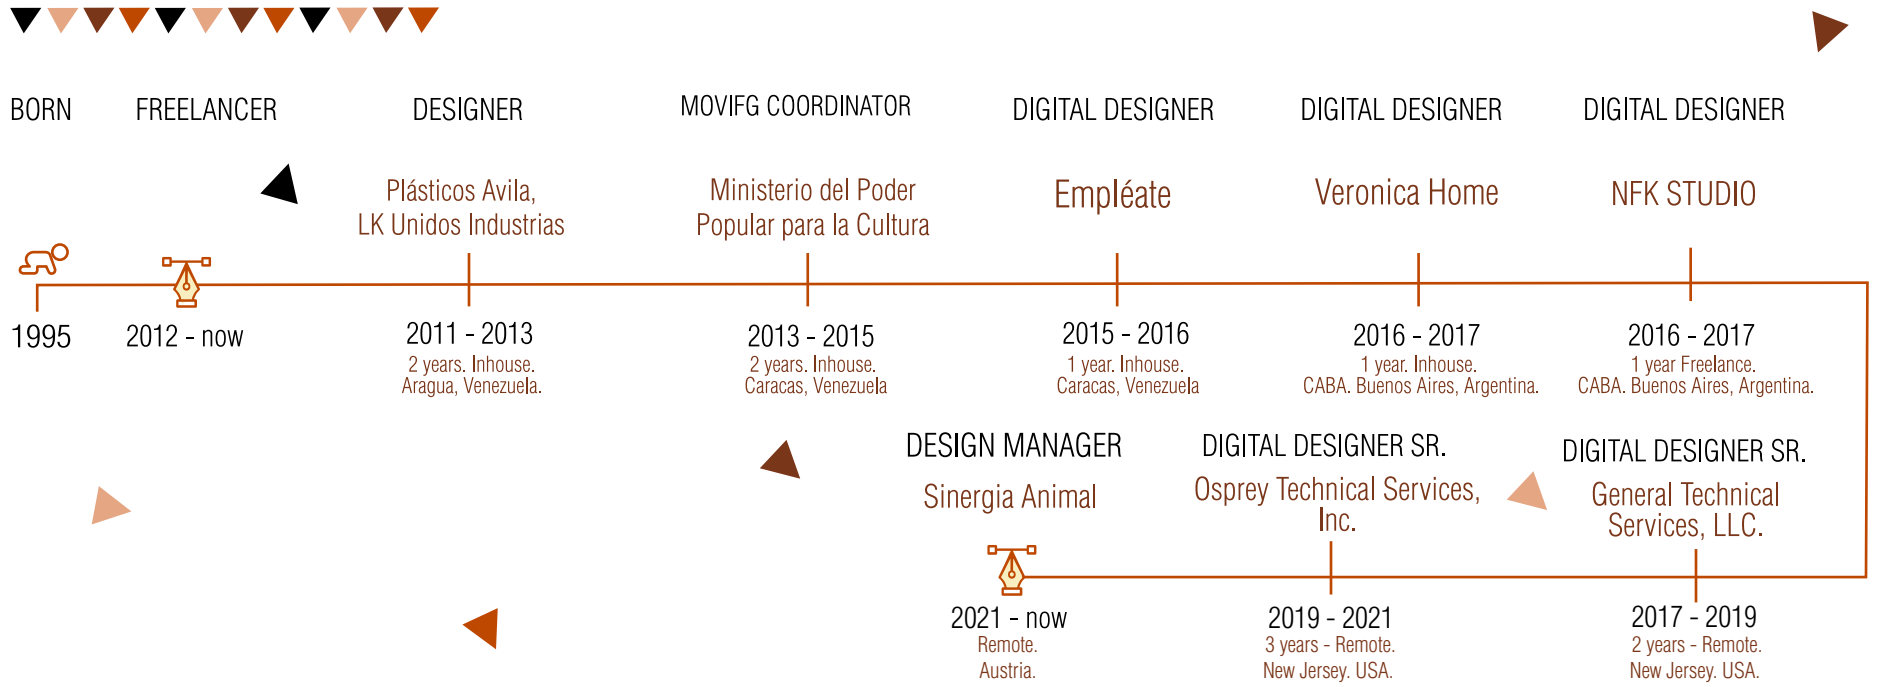 BORN
1995
FREELANCER
2012 - now
DESIGNER
Plásticos Avila,
LK Unidos Industrias
2011 - 2013
2 years. Inhouse.
Aragua, Venezuela.
MOVIFG COORDINATOR
Ministerio del Poder
Popular para la Cultura
2013 - 2015
2 years. Inhouse.
Caracas, Venezuela
DIGITAL DESIGNER
Empléate
2015 - 2016
1 year. Inhouse.
Caracas, Venezuela
DIGITAL DESIGNER
Veronica Home
2016 - 2017
1 year. Inhouse.
CABA. Buenos Aires, Argentina.
DIGITAL DESIGNER
NFK STUDIO
2016 - 2017
1 year Freelance.
CABA. Buenos Aires, Argentina.
DIGITAL DESIGNER SR.
General Technical
Services, LLC.
2017 - 2019
2 years - Remote.
New Jersey. USA.
DIGITAL DESIGNER SR.
Osprey Technical Services,
Inc.
2019 - 2021
3 years - Remote.
New Jersey. USA.
DESIGN MANAGER
Sinergia Animal
2021 - now
Remote.
Austria.